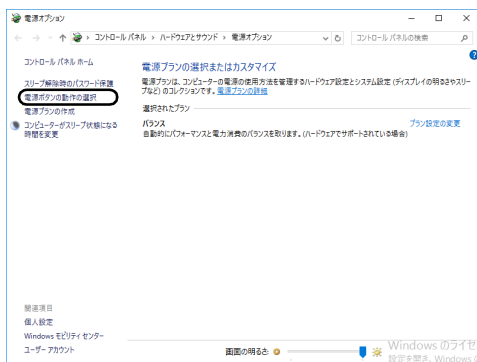 電源オプション
コントロール パネル › ハードウェアとサウンド › 電源オプション
コントロール パネルの検索
コントロール パネル ホーム
スリープ解除時のパスワード保護
電源ボタンの動作の選択
電源プランの作成
コンピューターがスリープ状態になる
時間を変更
電源プランの選択またはカスタマイズ
電源プランは、コンピューターの電源の使用方法を管理するハードウェア設定とシステム設定 (ディスプレイの明るさやスリー
プなど) のコレクションです。電源プランの詳細
選択されたプラン
バランス
プラン設定の変更
自動的にパフォーマンスと電力消費のバランスを取ります。(ハードウェアでサポートされている場合)
関連項目
個人設定
Windows モビリティ センター
ユーザー アカウント
画面の明るさ:
Windows のライセ
設定を開き、Windows の